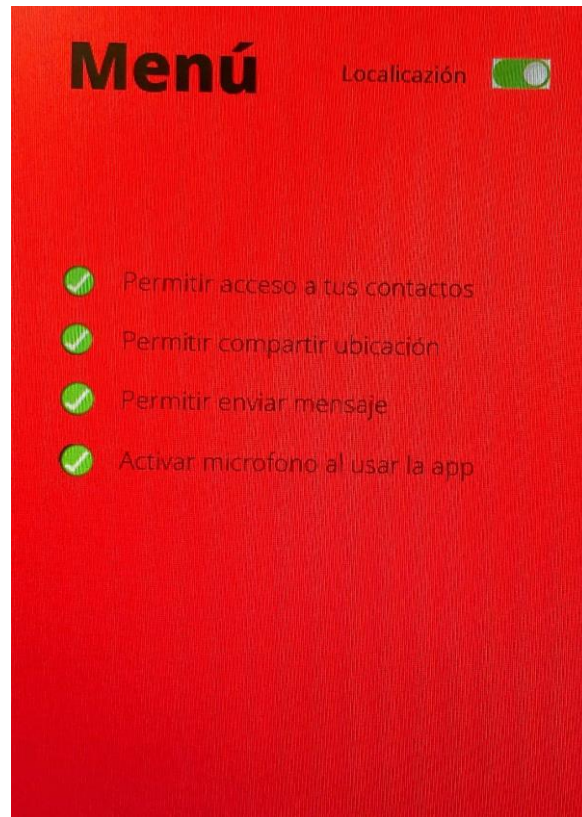 Menú
Localicazión
Permitir acceso a tus contactos
Permitir compartir ubicación
Permitir enviar mensaje
Activar microfono al usar la app